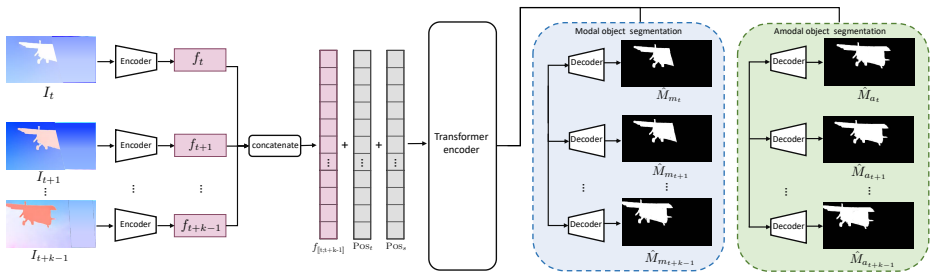 Modal object segmentation
Amodal object segmentation
Encoder
f_t
Decoder
Decoder
I_t
M̂_{m_t}
M̂_{a_t}
Encoder
f_{t+1}
concatenate
+
+
Transformer
encoder
Decoder
Decoder
I_{t+1}
M̂_{m_{t+1}}
M̂_{a_{t+1}}
Encoder
f_{t+k−1}
Decoder
Decoder
I_{t+k−1}
f_{[t:t+k-1]}
Pos_t
Pos_s
M̂_{m_{t+k−1}}
M̂_{a_{t+k−1}}